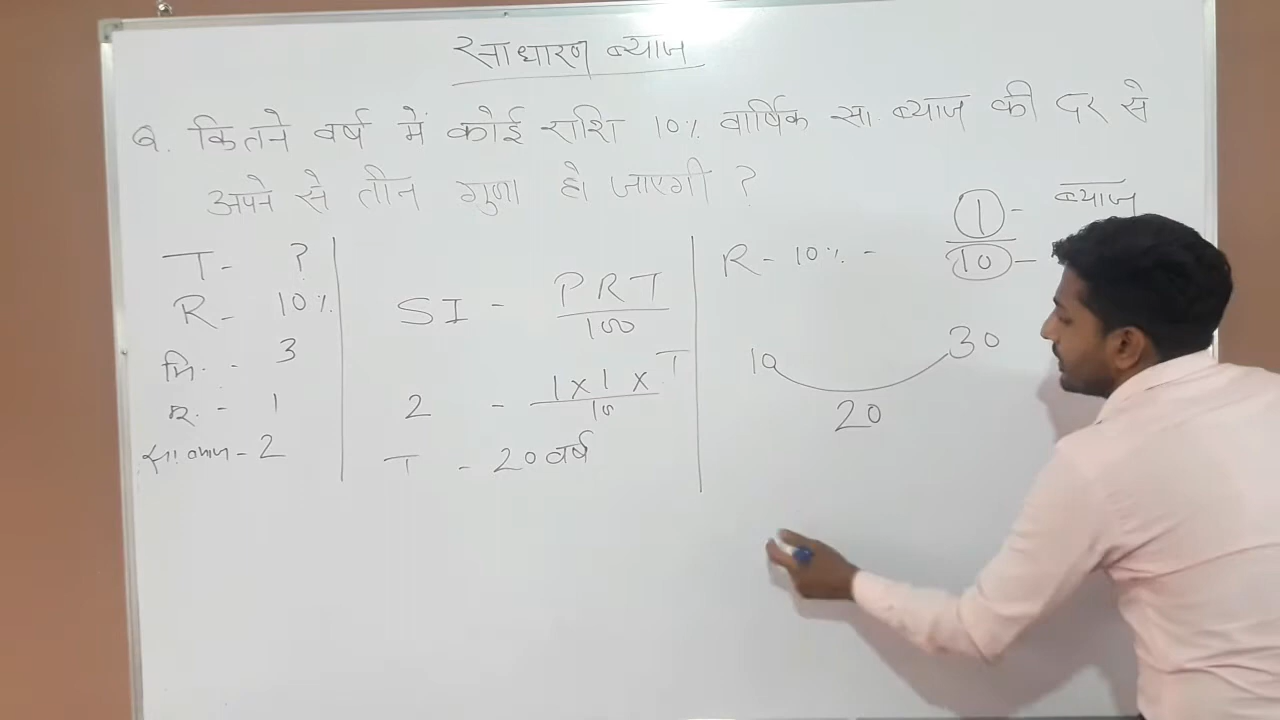 साधारण ब्याज
Q. कितने वर्ष में कोई राशि 10% वार्षिक सा. ब्याज की दर से
अपने से तीन गुणा हो जाएगी ?
T - ?
R - 10%
मि. - 3
मू. - 1
सा. ब्याज - 2
SI - PRT
100
2 - 1 x 1 x T
10
T - 20 वर्ष
R - 10% - 1 - ब्याज
10 -
10 30
20